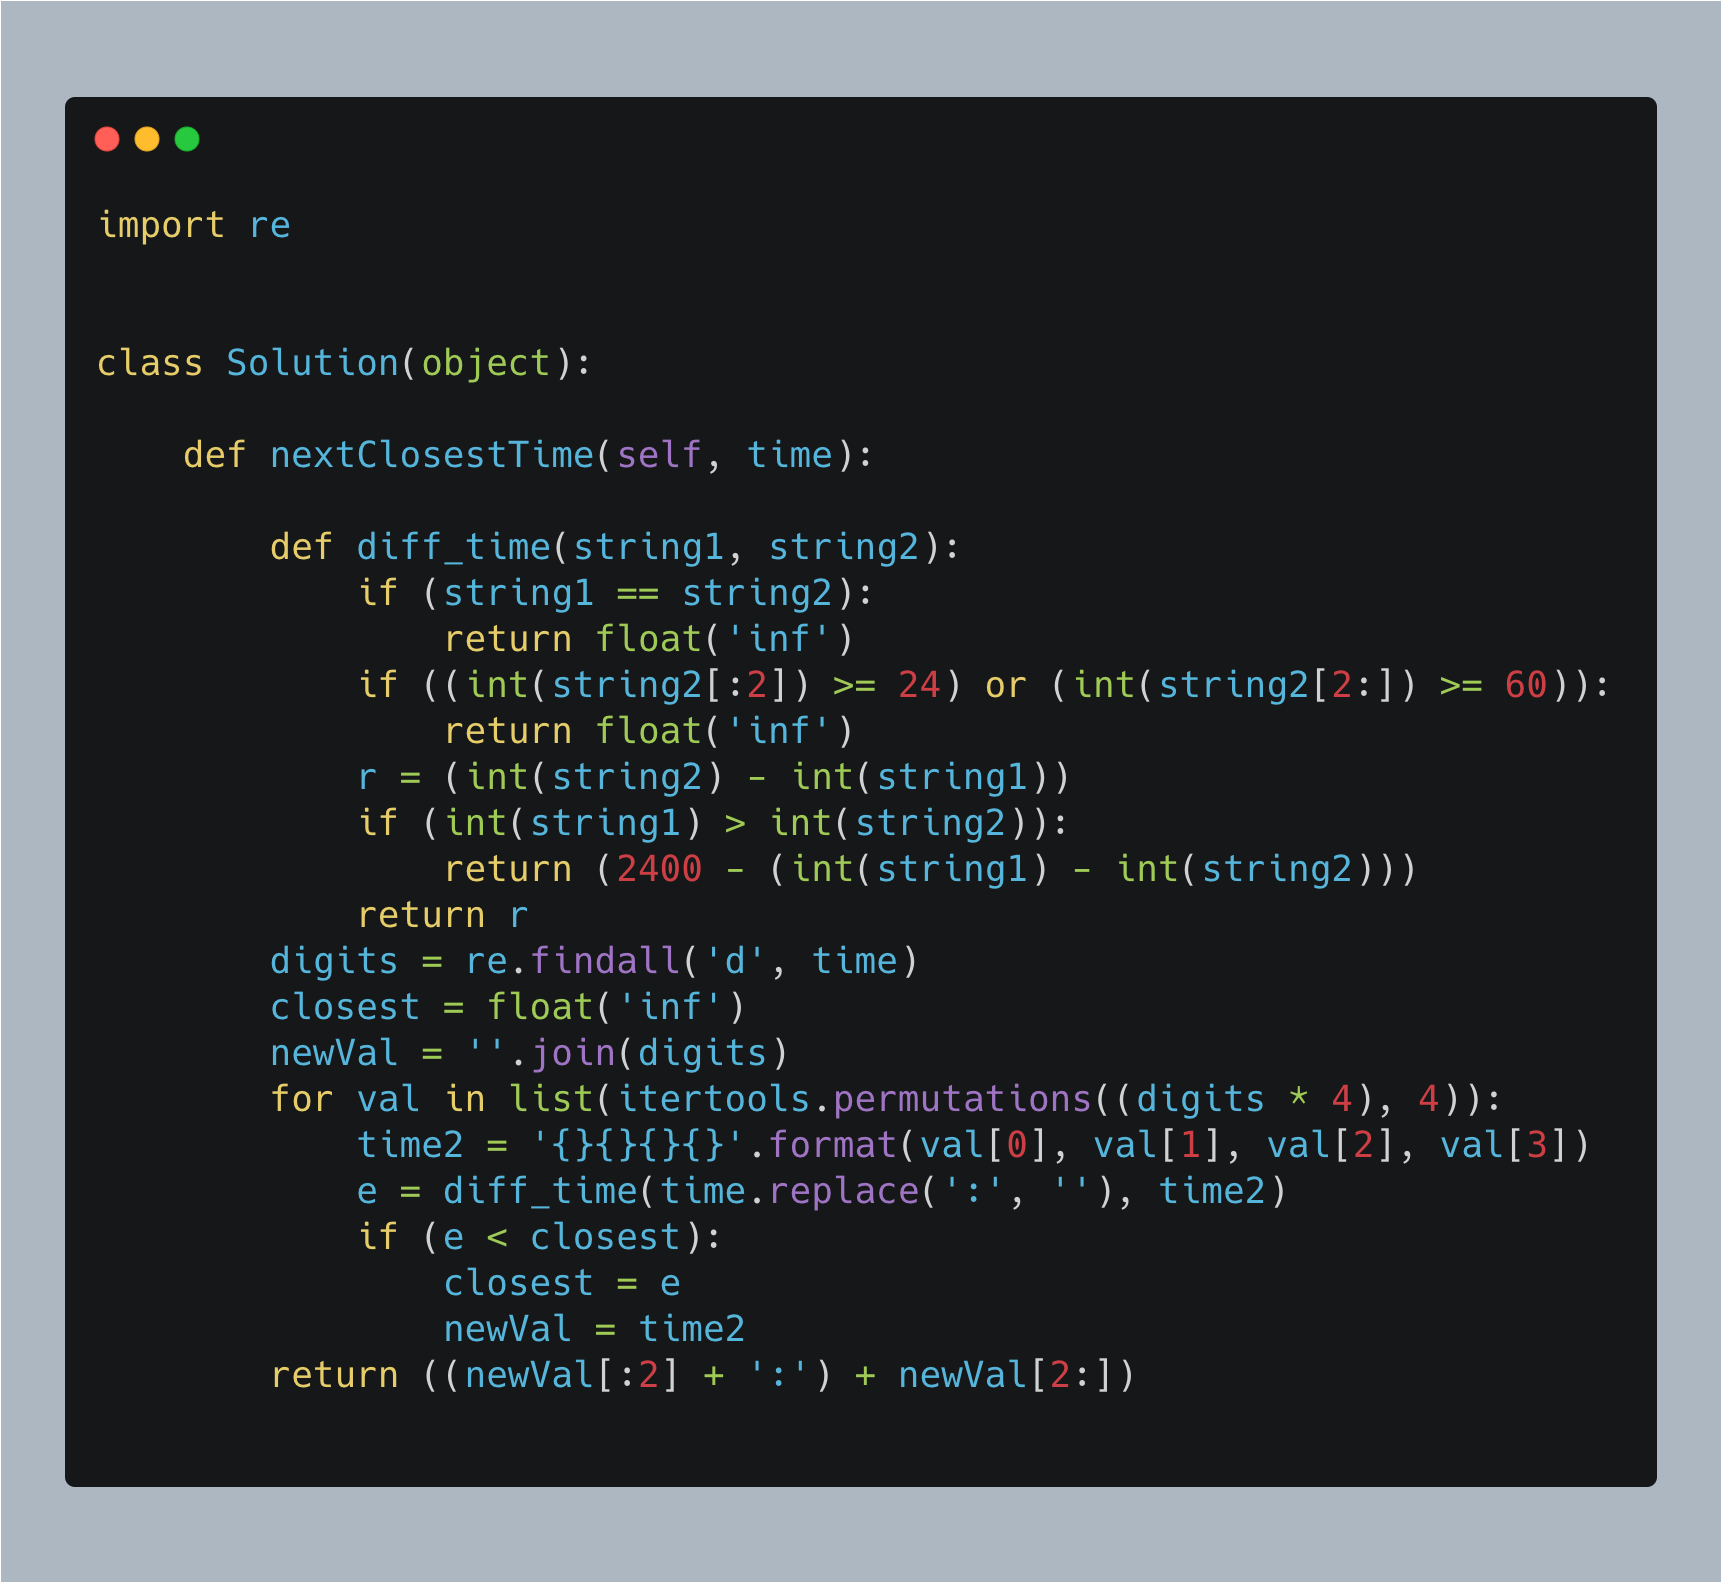 import re
class Solution(object):
    def nextClosestTime(self, time):
        def diff_time(string1, string2):
            if (string1 == string2):
                return float('inf')
            if ((int(string2[:2]) >= 24) or (int(string2[2:]) >= 60)):
                return float('inf')
            r = (int(string2) - int(string1))
            if (int(string1) > int(string2)):
                return (2400 - (int(string1) - int(string2)))
            return r
        digits = re.findall('d', time)
        closest = float('inf')
        newVal = ''.join(digits)
        for val in list(itertools.permutations((digits * 4), 4)):
            time2 = '{}{}{}{}'.format(val[0], val[1], val[2], val[3])
            e = diff_time(time.replace(':', ''), time2)
            if (e < closest):
                closest = e
                newVal = time2
        return ((newVal[:2] + ':') + newVal[2:])